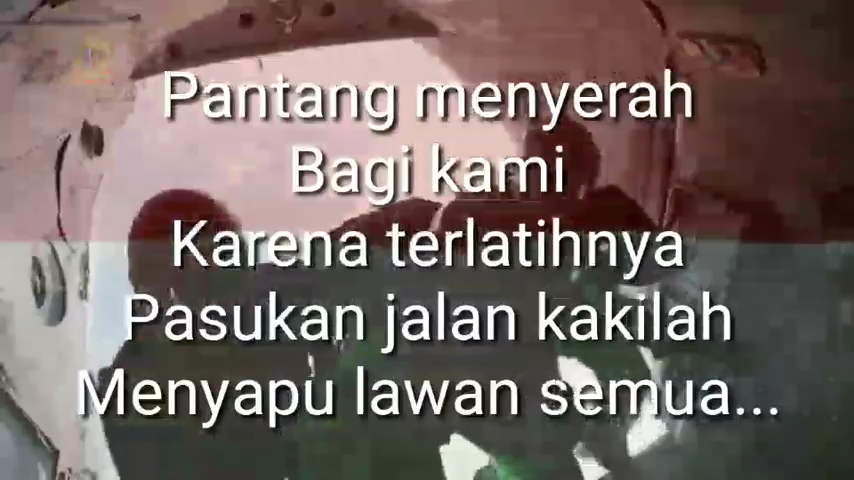 Pantang menyerah
Bagi kami
Karena terlatihnya
Pasukan jalan kakilah
Menyapu lawan semua...